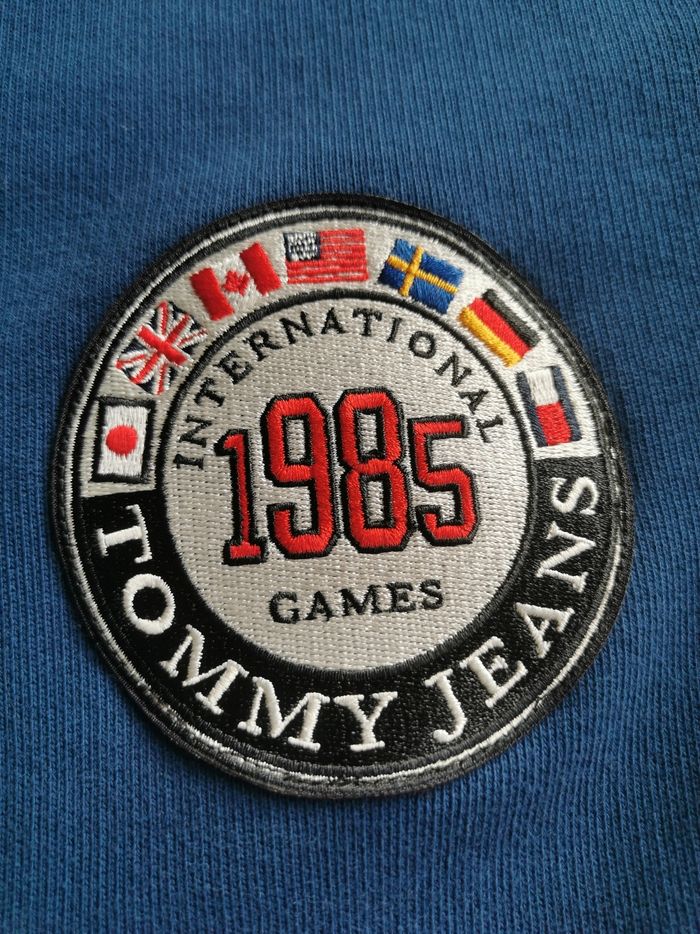 INTERNATIONAL
1985
GAMES
TOMMY JEANS